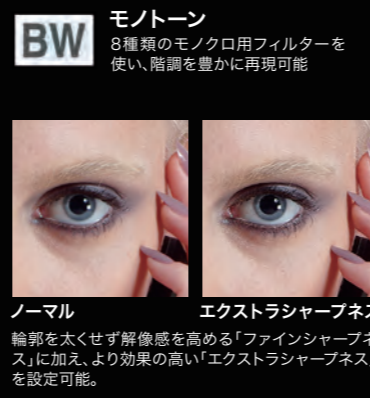 BW
モノトーン
8種類のモノクロ用フィルターを
使い、階調を豊かに再現可能
ノーマル
エクストラシャープネス
輪郭を太くせず解像感を高める「ファインシャープネ
ス」に加え、より効果の高い「エクストラシャープネス
を設定可能。